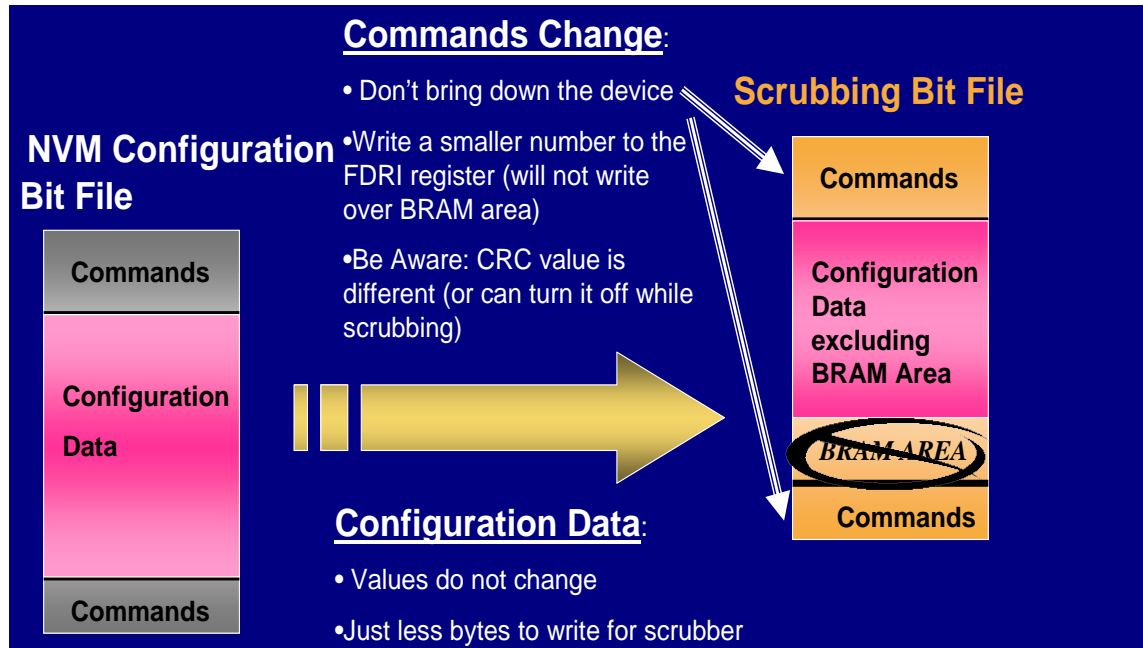 Commands Change:
• Don't bring down the device
•Write a smaller number to the
FDRI register (will not write
over BRAM area)
•Be Aware: CRC value is
different (or can turn it off while
scrubbing)
NVM Configuration
Bit File
Commands
Configuration
Data
Commands
Scrubbing Bit File
Commands
Configuration
Data
excluding
BRAM Area
BRAM AREA
Commands
Configuration Data:
• Values do not change
•Just less bytes to write for scrubber